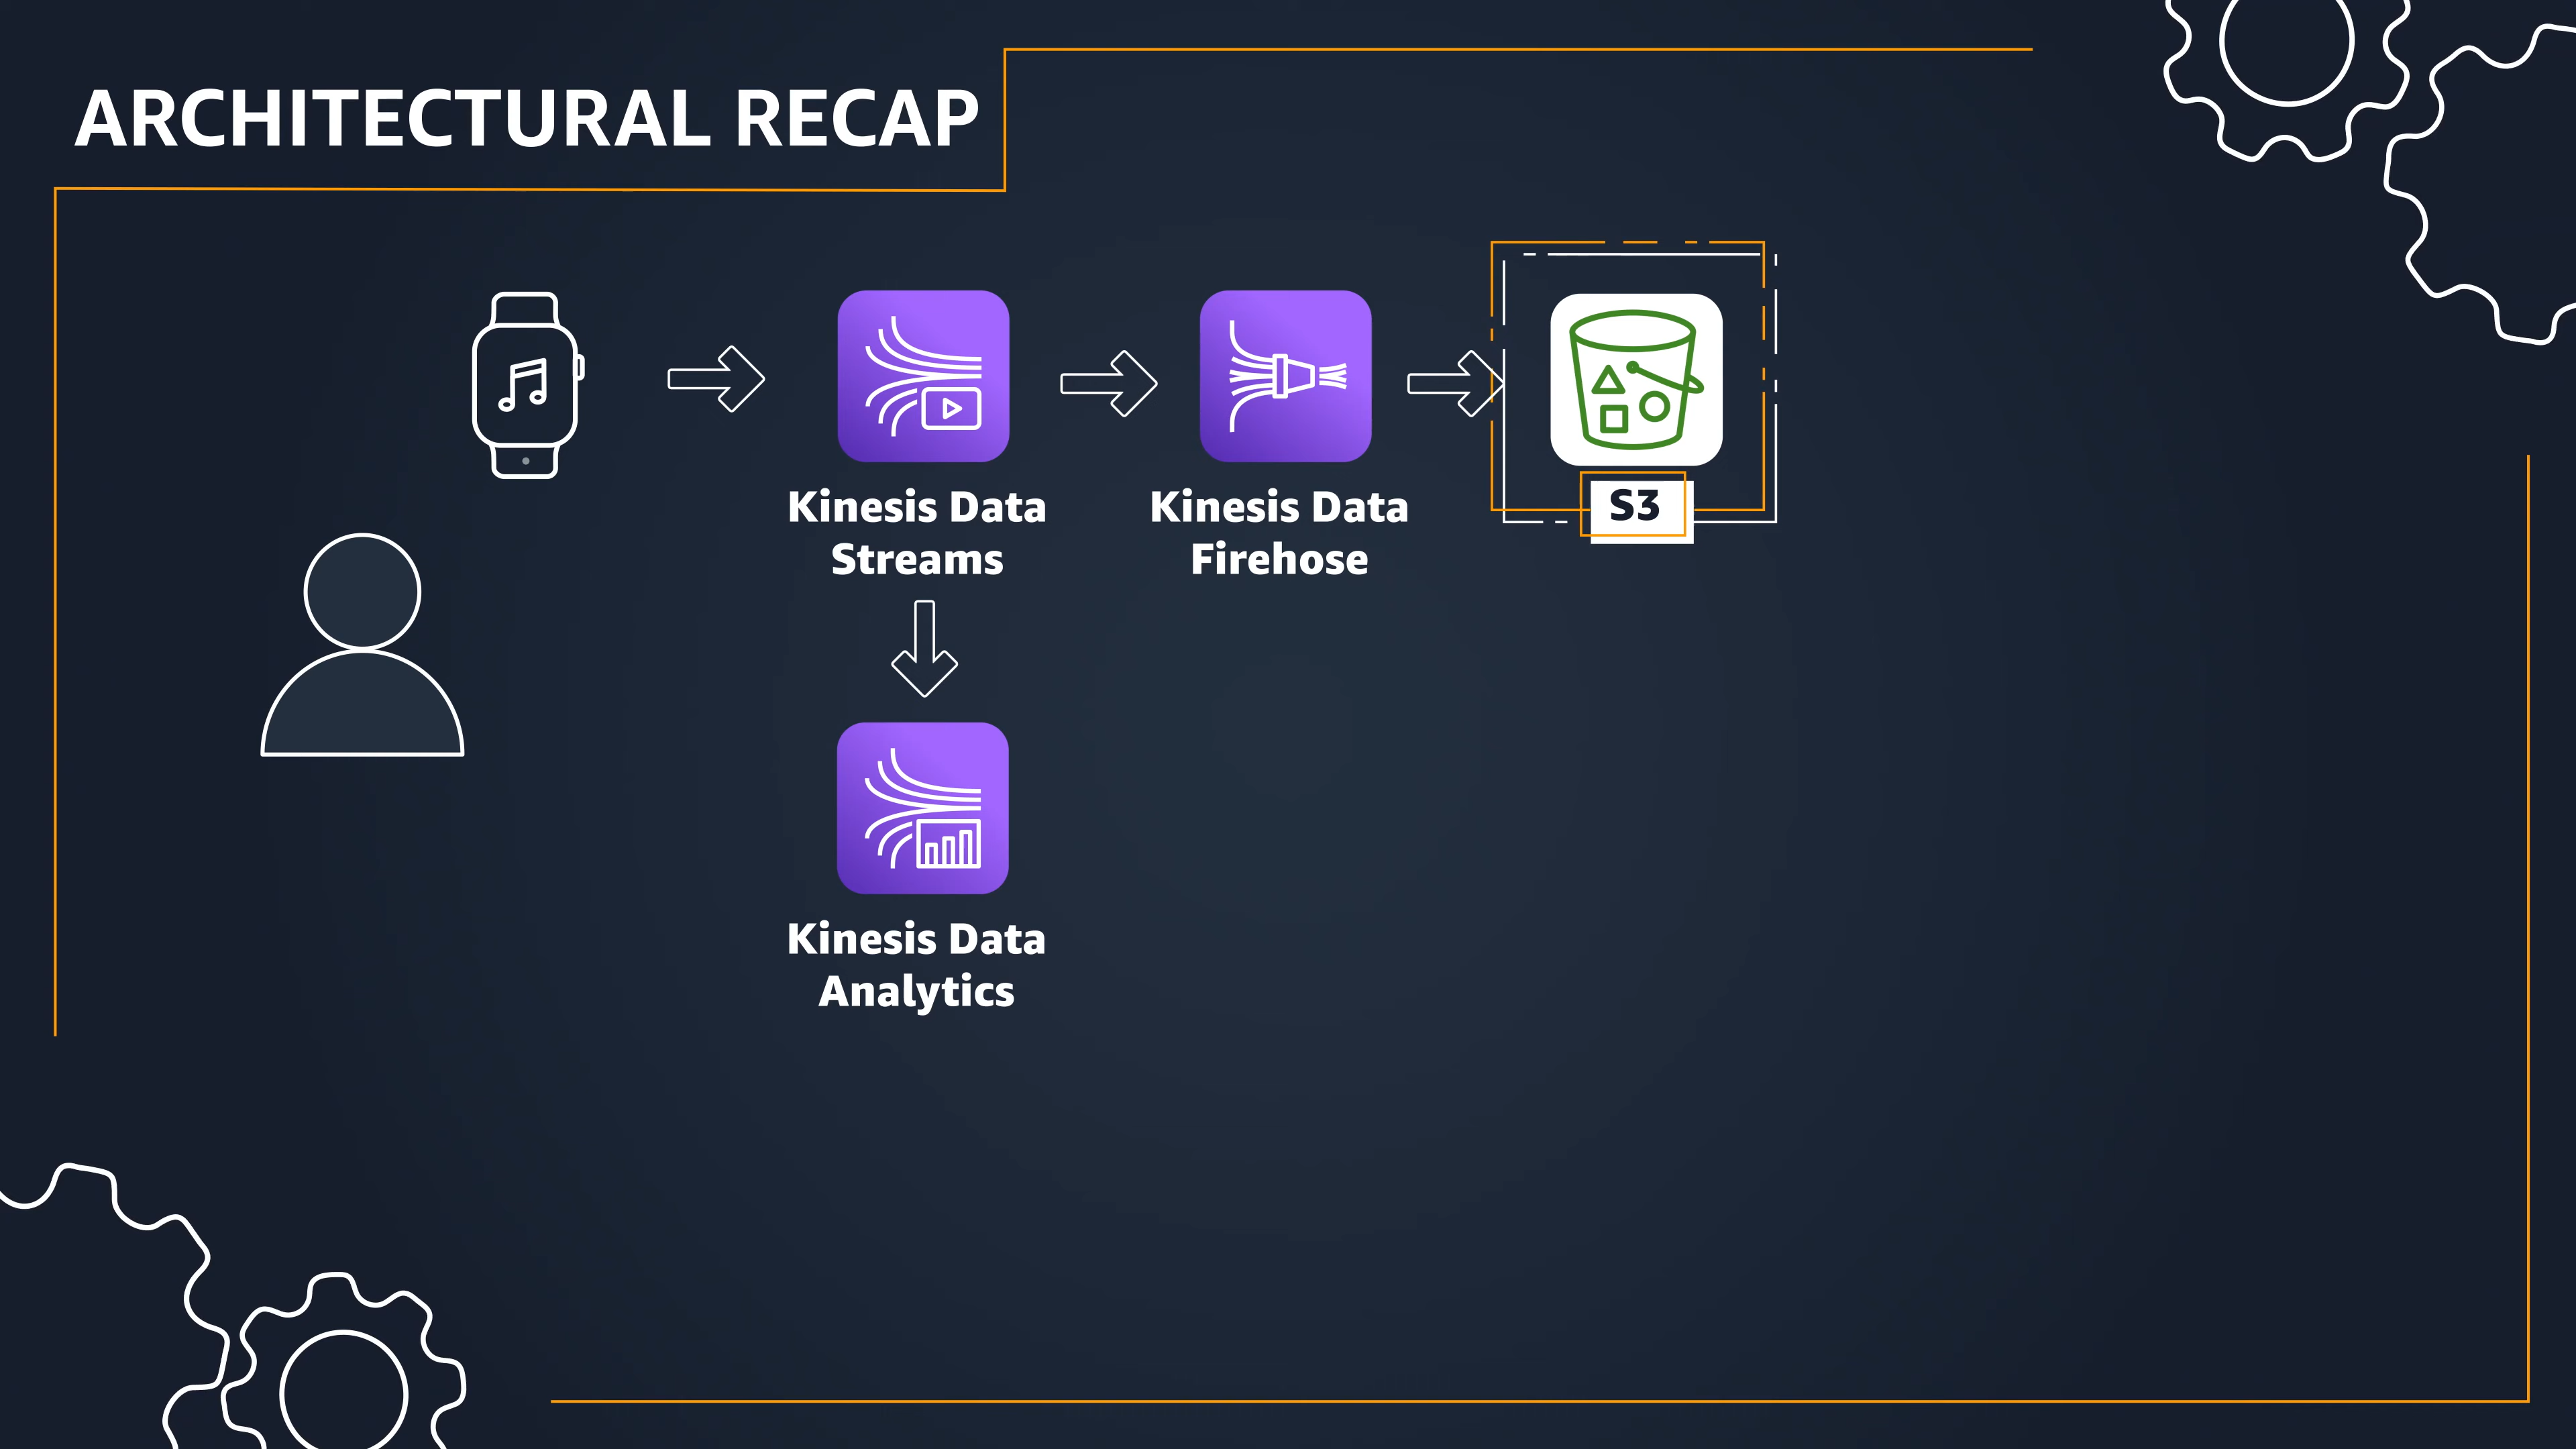 ARCHITECTURAL RECAP
Kinesis Data
Streams
Kinesis Data
Firehose
S3
Kinesis Data
Analytics